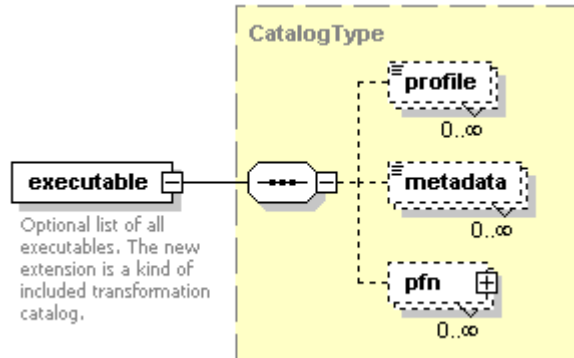 CatalogType
profile
0..∞
executable
metadata
0..∞
Optional list of all
executables. The new
extension is a kind of
included transformation
catalog.
pfn
0..∞